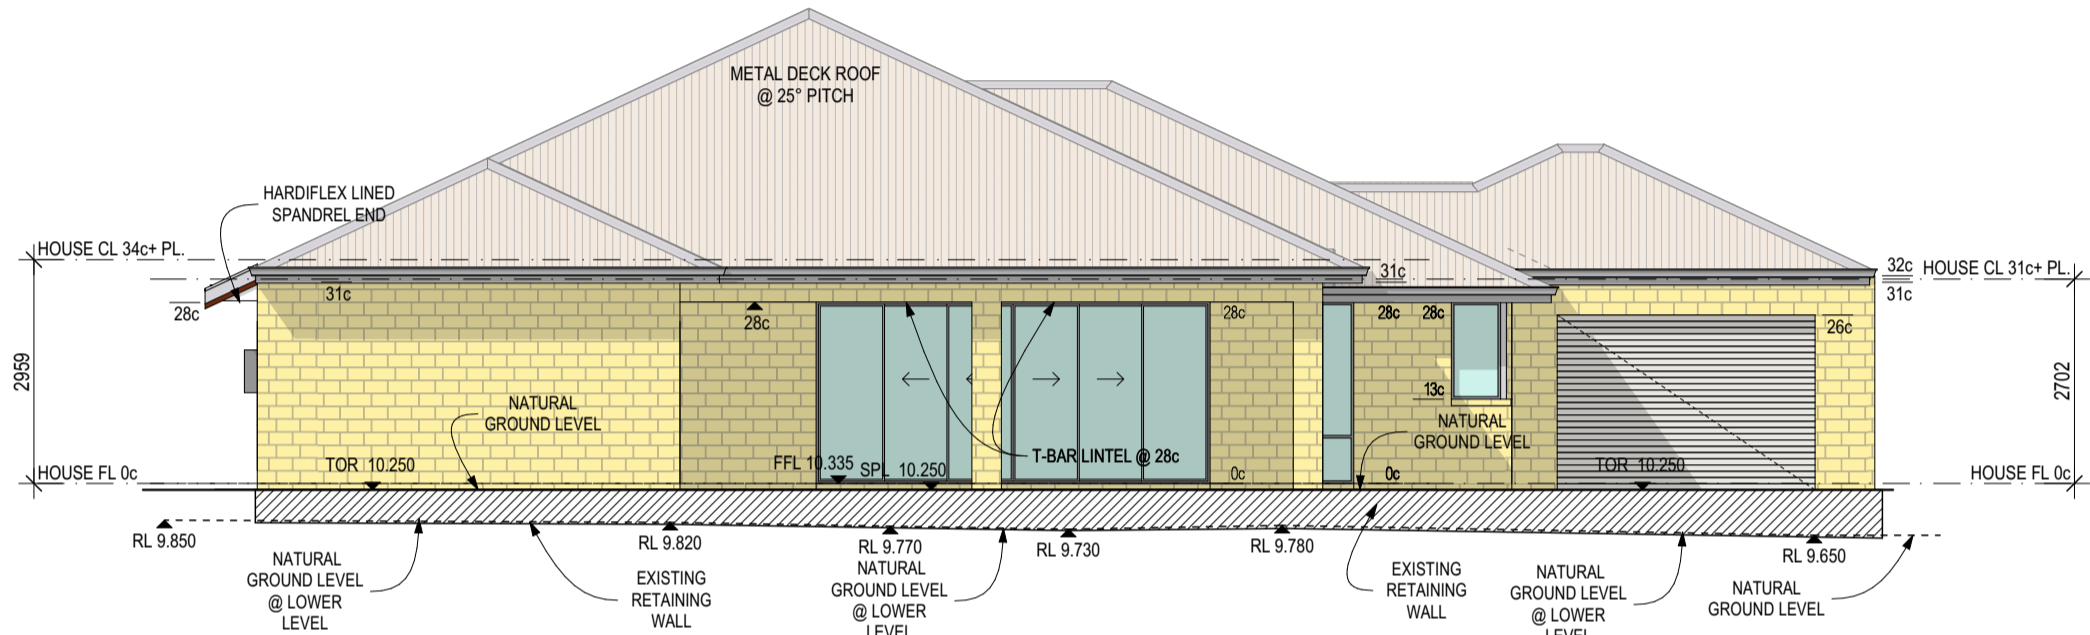 METAL DECK ROOF
@ 25° PITCH
HARDIFLEX LINED
SPANDREL END
HOUSE CL 34c+ PL.
31c
32c
HOUSE CL 31c+ PL.
31c
31c
28c
28c
28c
28c
28c
26c
2959
2702
13c
NATURAL
GROUND LEVEL
NATURAL
GROUND LEVEL
T-BAR LINTEL @ 28c
TOR 10.250
FFL 10.335
SPL 10.250
0c
0c
TOR 10.250
HOUSE FL 0c
HOUSE FL 0c
RL 9.850
RL 9.820
RL 9.770
RL 9.730
RL 9.780
RL 9.650
NATURAL
GROUND LEVEL
@ LOWER
LEVEL
EXISTING
RETAINING
WALL
NATURAL
GROUND LEVEL
@ LOWER
LEVEL
EXISTING
RETAINING
WALL
NATURAL
GROUND LEVEL
@ LOWER
LEVEL
NATURAL
GROUND LEVEL